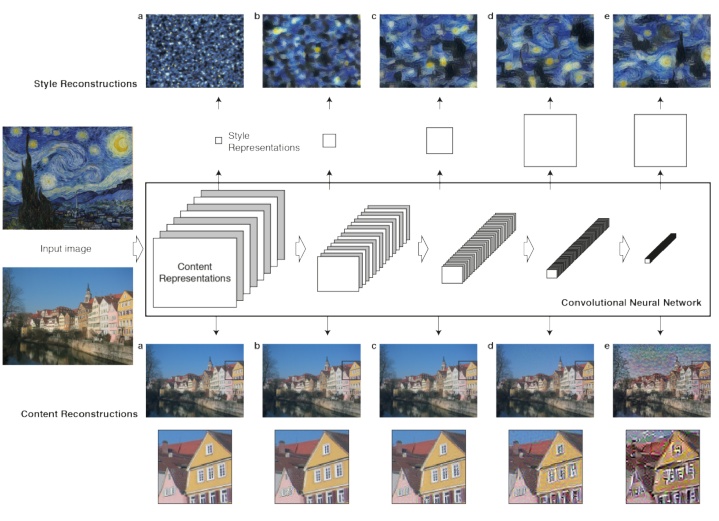 a b c d e
Style Reconstructions
Style
Representations
Input image
Content
Representations
Convolutional Neural Network
a b c d e
Content Reconstructions